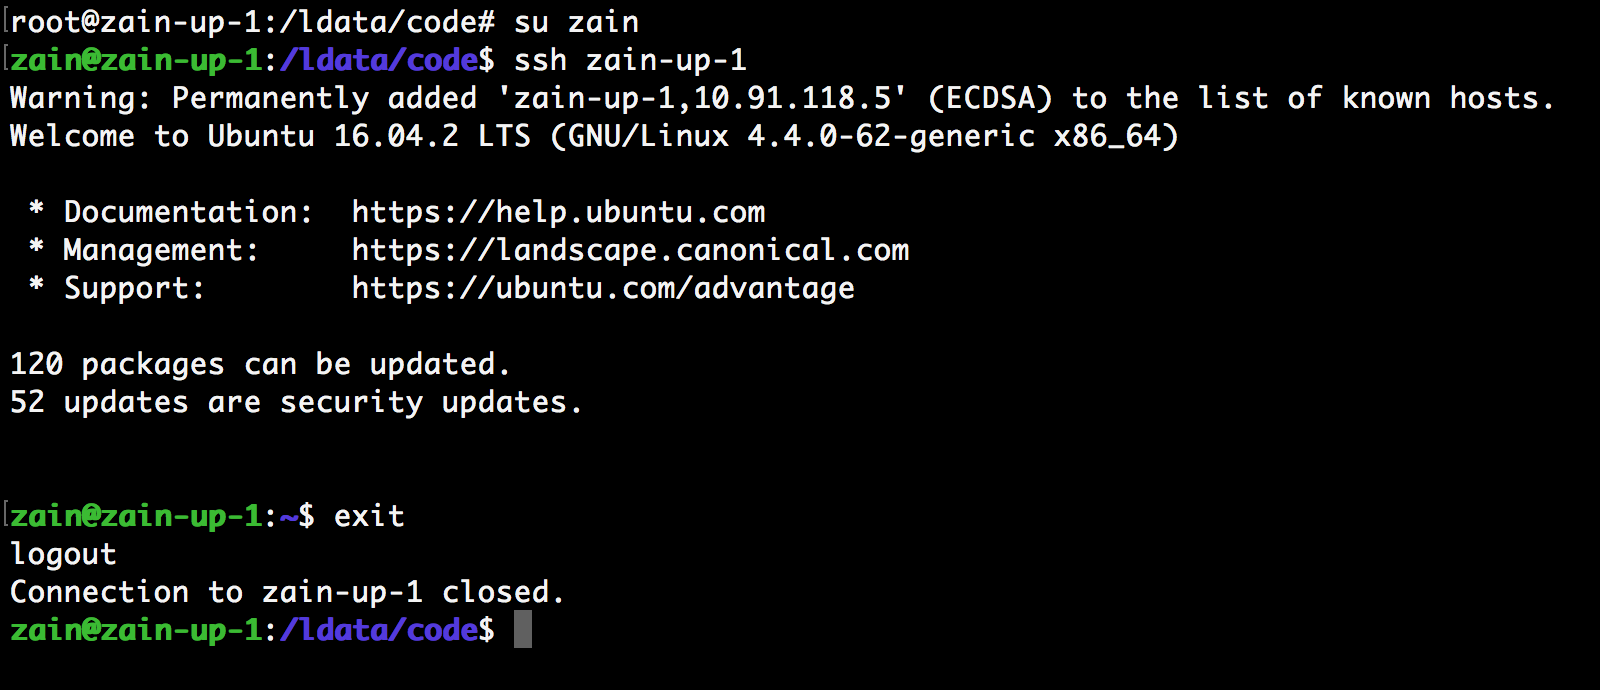 root@zain-up-1:/ldata/code# su zain
zain@zain-up-1:/ldata/code$ ssh zain-up-1
Warning: Permanently added 'zain-up-1,10.91.118.5' (ECDSA) to the list of known hosts.
Welcome to Ubuntu 16.04.2 LTS (GNU/Linux 4.4.0-62-generic x86_64)
* Documentation:  https://help.ubuntu.com
* Management:     https://landscape.canonical.com
* Support:        https://ubuntu.com/advantage
120 packages can be updated.
52 updates are security updates.
zain@zain-up-1:~$ exit
logout
Connection to zain-up-1 closed.
zain@zain-up-1:/ldata/code$